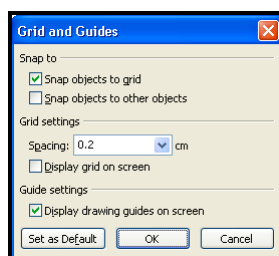 Grid and Guides
Snap to
Snap objects to grid
Snap objects to other objects
Grid settings
Spacing: 0.2 cm
Display grid on screen
Guide settings
Display drawing guides on screen
Set as Default OK Cancel